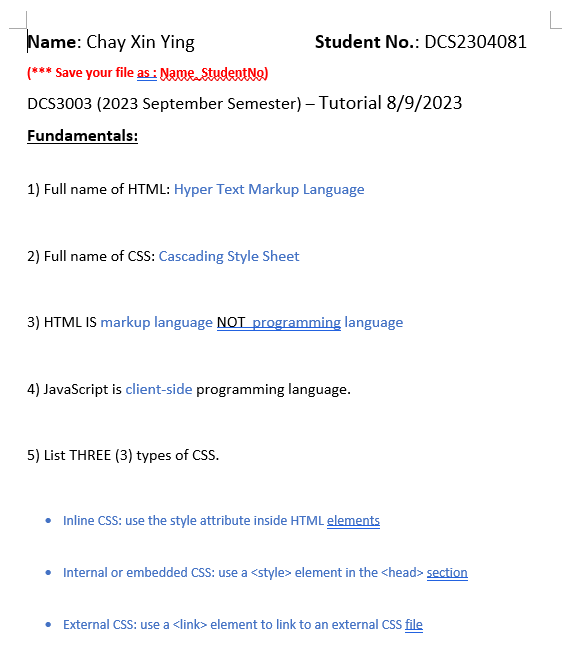 Name: Chay Xin Ying Student No.: DCS2304081
(*** Save your file as : Name_StudentNo)
DCS3003 (2023 September Semester) – Tutorial 8/9/2023
Fundamentals:
1) Full name of HTML: Hyper Text Markup Language
2) Full name of CSS: Cascading Style Sheet
3) HTML IS markup language NOT programming language
4) JavaScript is client-side programming language.
5) List THREE (3) types of CSS.
• Inline CSS: use the style attribute inside HTML elements
• Internal or embedded CSS: use a <style> element in the <head> section
• External CSS: use a <link> element to link to an external CSS file